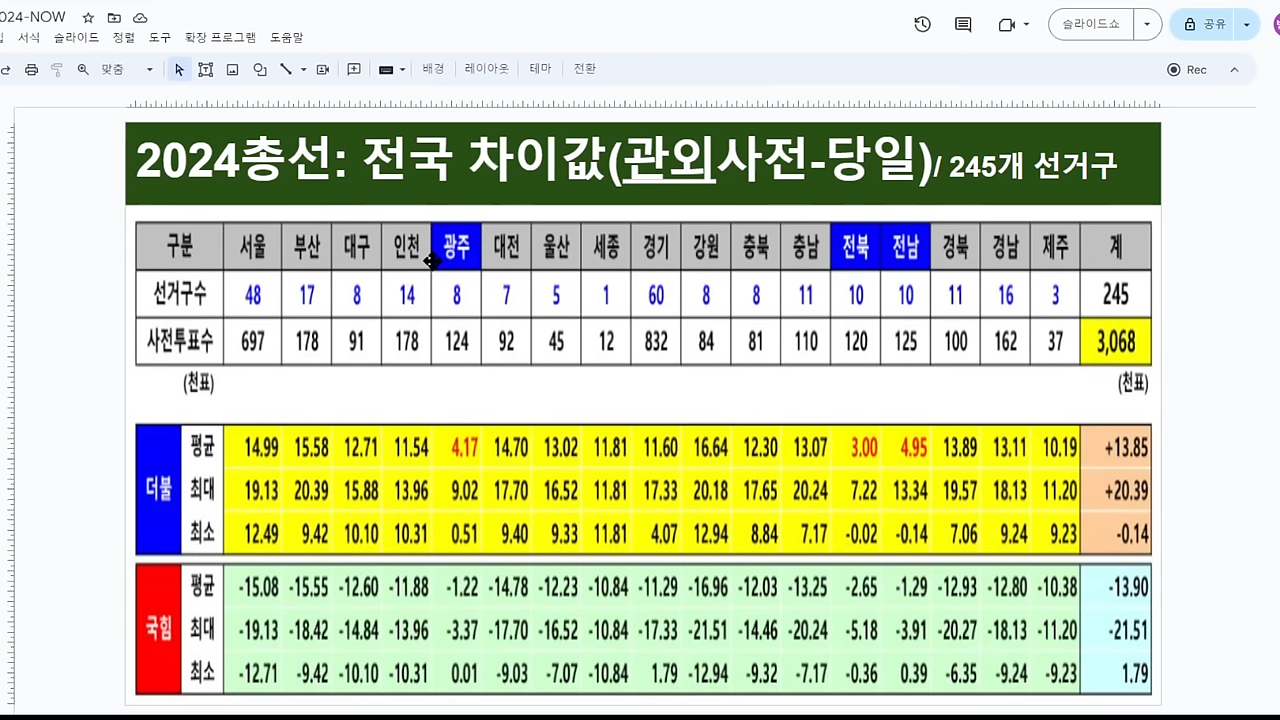 024-NOW
서식 슬라이드 정렬 도구 확장 프로그램 도움말
슬라이드쇼
공유
맞춤
배경 레이아웃 테마 전환
Rec
2024총선: 전국 차이값(관외사전-당일)/ 245개 선거구
구분 서울 부산 대구 인천 광주 대전 울산 세종 경기 강원 충북 충남 전북 전남 경북 경남 제주 계
선거구수 48 17 8 14 8 7 5 1 60 8 8 11 10 10 11 16 3 245
사전투표수 697 178 91 178 124 92 45 12 832 84 81 110 120 125 100 162 37 3,068
(천표) (천표)
더불
평균 14.99 15.58 12.71 11.54 4.17 14.70 13.02 11.81 11.60 16.64 12.30 13.07 3.00 4.95 13.89 13.11 10.19 +13.85
최대 19.13 20.39 15.88 13.96 9.02 17.70 16.52 11.81 17.33 20.18 17.65 20.24 7.22 13.34 19.57 18.13 11.20 +20.39
최소 12.49 9.42 10.10 10.31 0.51 9.40 9.33 11.81 4.07 12.94 8.84 7.17 -0.02 -0.14 7.06 9.24 9.23 -0.14
국힘
평균 -15.08 -15.55 -12.60 -11.88 -1.22 -14.78 -12.23 -10.84 -11.29 -16.96 -12.03 -13.25 -2.65 -1.29 -12.93 -12.80 -10.38 -13.90
최대 -19.13 -18.42 -14.84 -13.96 -3.37 -17.70 -16.52 -10.84 -17.33 -21.51 -14.46 -20.24 -5.18 -3.91 -20.27 -18.13 -11.20 -21.51
최소 -12.71 -9.42 -10.10 -10.31 0.01 -9.03 -7.07 -10.84 1.79 -12.94 -9.32 -7.17 -0.36 0.39 -6.35 -9.24 -9.23 1.79